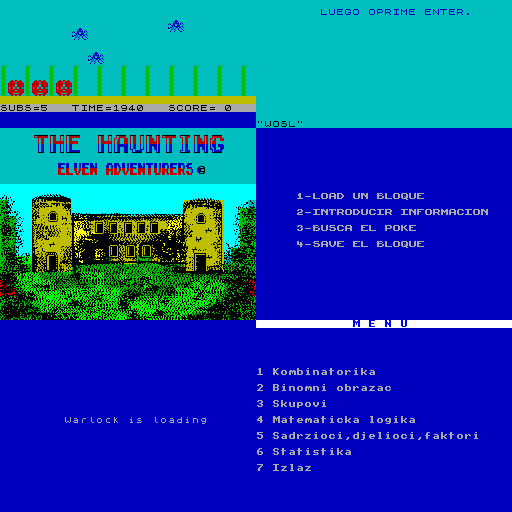 LUEGO OPRIME ENTER.
SUBS=5 TIME=1940 SCORE= 0
"WOSL"
THE HAUNTING
ELVEN ADVENTURERS ©
1-LOAD UN BLOQUE
2-INTRODUCIR INFORMACION
3-BUSCA EL POKE
4-SAVE EL BLOQUE
M E N U
1 Kombinatorika
2 Binomni obrazac
3 Skupovi
4 Matematicka logika
5 Sadrzioci,djelioci,faktori
6 Statistika
7 Izlaz
Warlock is loading